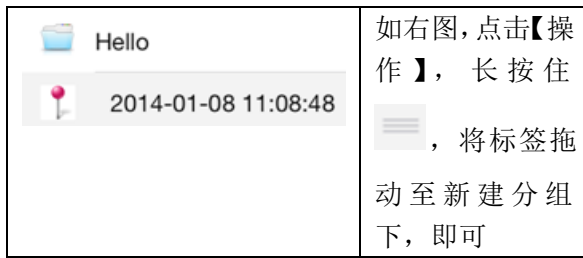 Hello
2014-01-08 11:08:48
如右图，点击【操
作】，长按住
，将标签拖
动至新建分组
下，即可